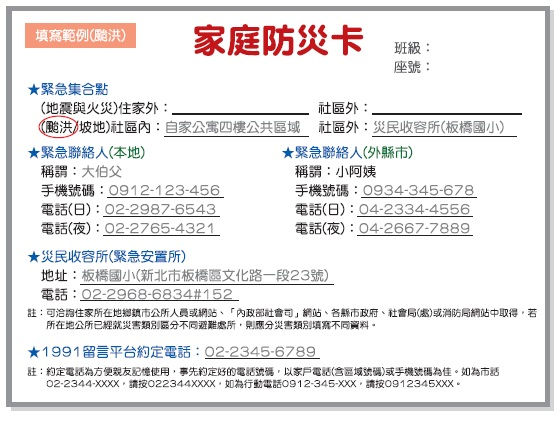 填寫範例(颱洪)
家庭防災卡
班級：
座號：
★緊急集合點
(地震與火災)住家外： 社區外：
(颱洪/坡地)社區內：自家公寓四樓公共區域 社區外：災民收容所(板橋國小)
★緊急聯絡人(本地) ★緊急聯絡人(外縣市)
稱謂：大伯父 稱謂：小阿姨
手機號碼：0912-123-456 手機號碼：0934-345-678
電話(日)：02-2987-6543 電話(日)：04-2334-4556
電話(夜)：02-2765-4321 電話(夜)：04-2667-7889
★災民收容所(緊急安置所)
地址：板橋國小(新北市板橋區文化路一段23號)
電話：02-2968-6834#152
註：可洽詢住家所在地鄉鎮市公所人員或網站、「內政部社會司」網站、各縣市政府、社會局(處)或消防局網站中取得，若
所在地公所已經就災害類別區分不同避難處所，則應分災害類別填寫不同資料。
★1991留言平台約定電話：02-2345-6789
註：約定電話為方便親友記憶使用，事先約定好的電話號碼，以家戶電話(含區域號碼)或手機號碼為佳。如為市話
02-2344-XXXX，請按022344XXXX，如為行動電話0912-345-XXX，請按0912345XXX。